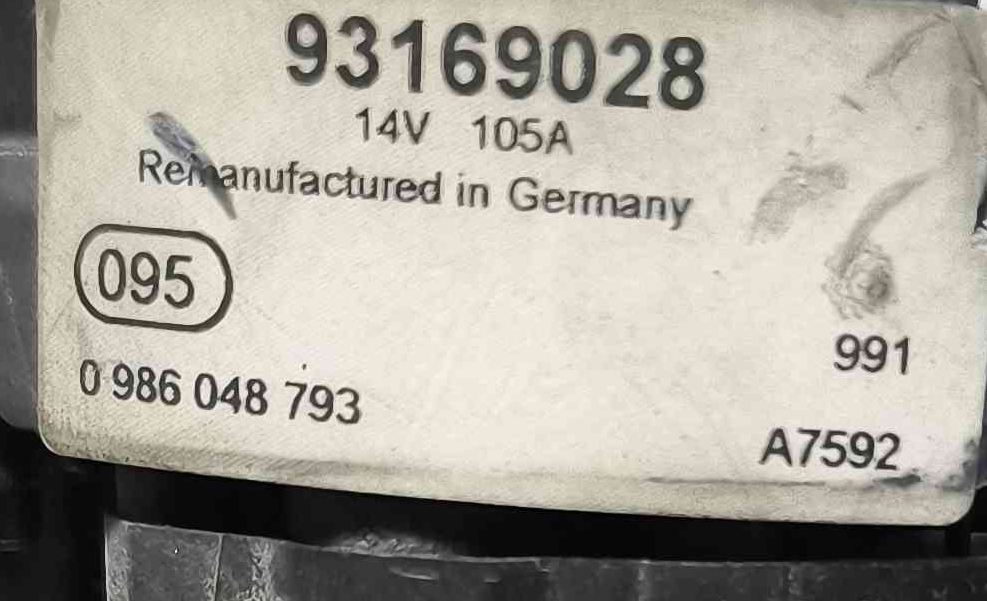 93169028
14V 105A
Remanufactured in Germany
095
991
0 986 048 793
A7592